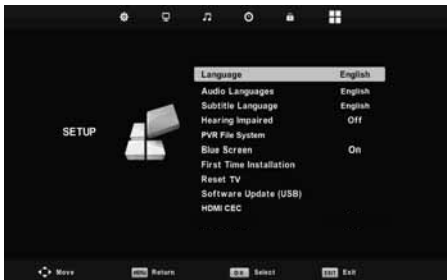 Language English
Audio Languages English
Subtitle Language English
Hearing Impaired Off
SETUP
PVR File System
Blue Screen On
First Time Installation
Reset TV
Software Update (USB)
HDMI CEC
Move MENU Return OK Select EXIT Exit